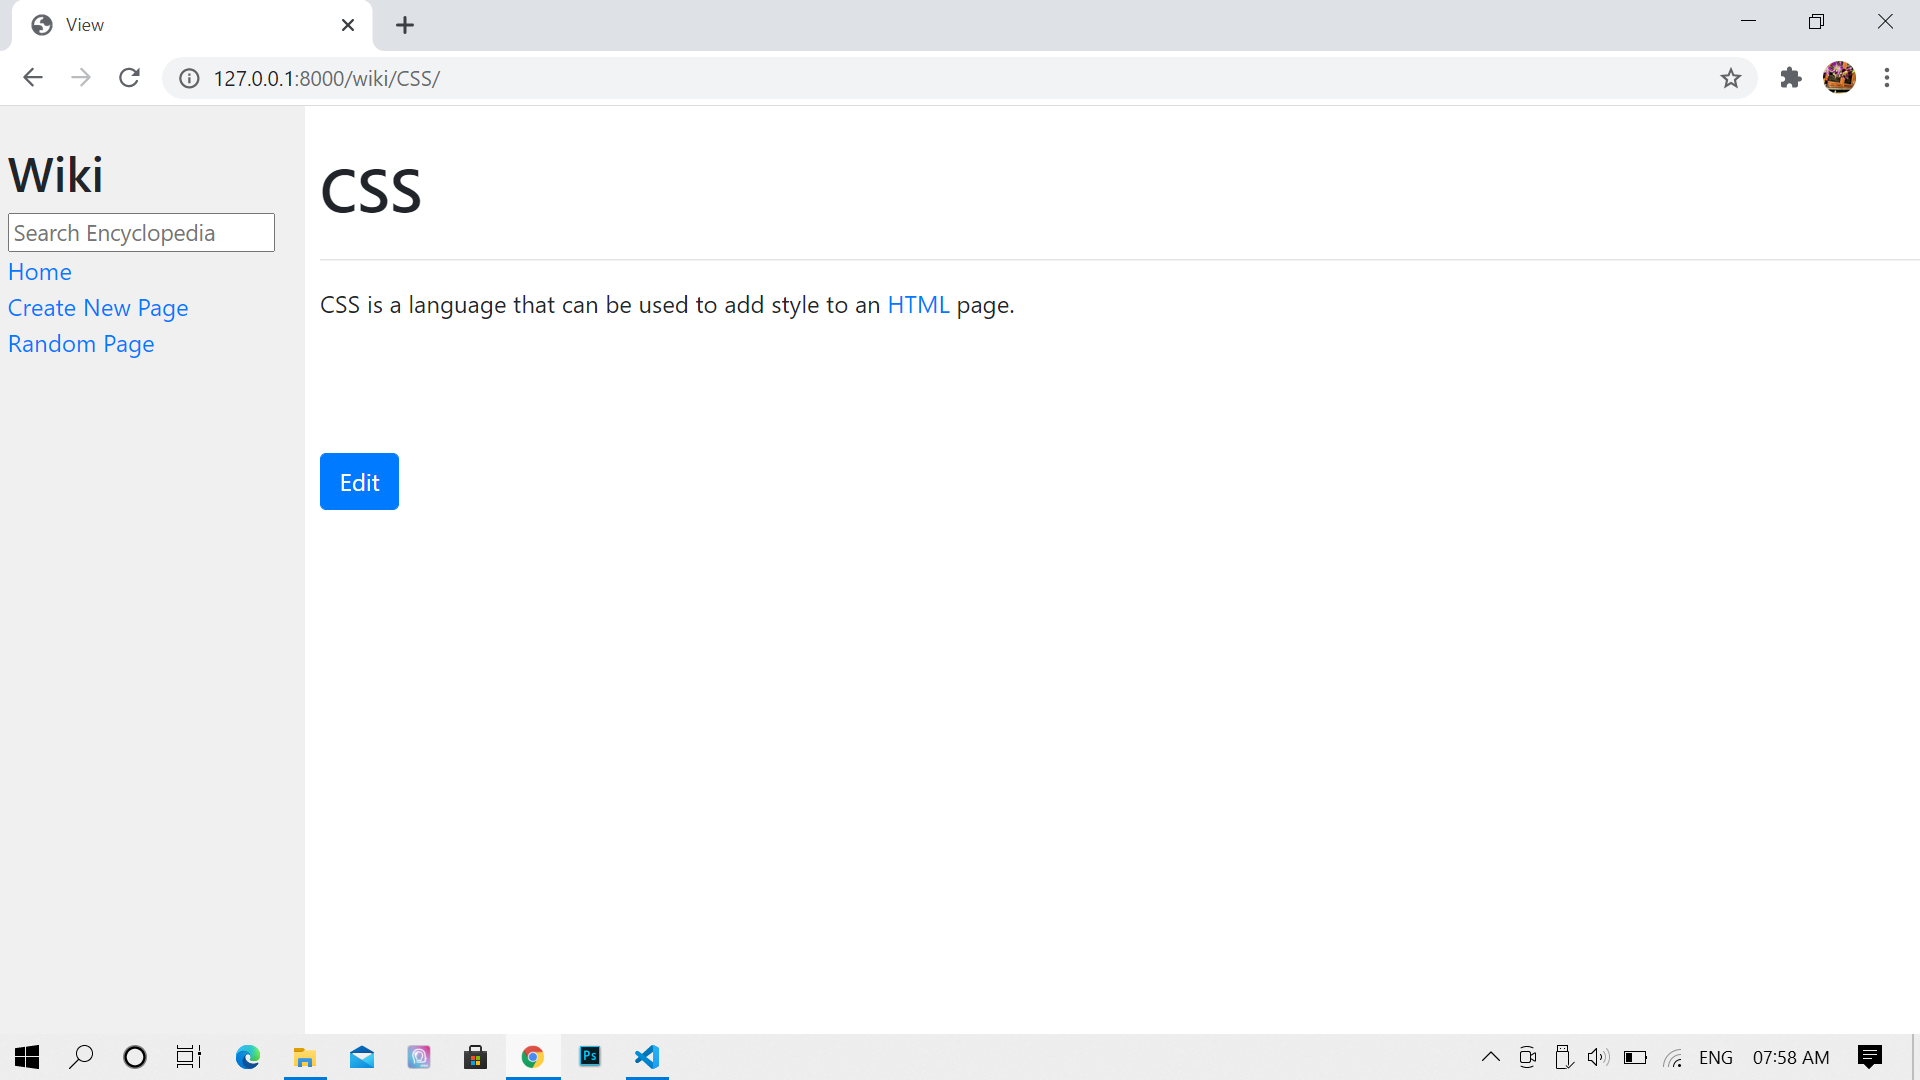 View
127.0.0.1:8000/wiki/CSS/
Wiki
Search Encyclopedia
Home
Create New Page
Random Page
CSS
CSS is a language that can be used to add style to an HTML page.
Edit
Ps
ENG
07:58 AM